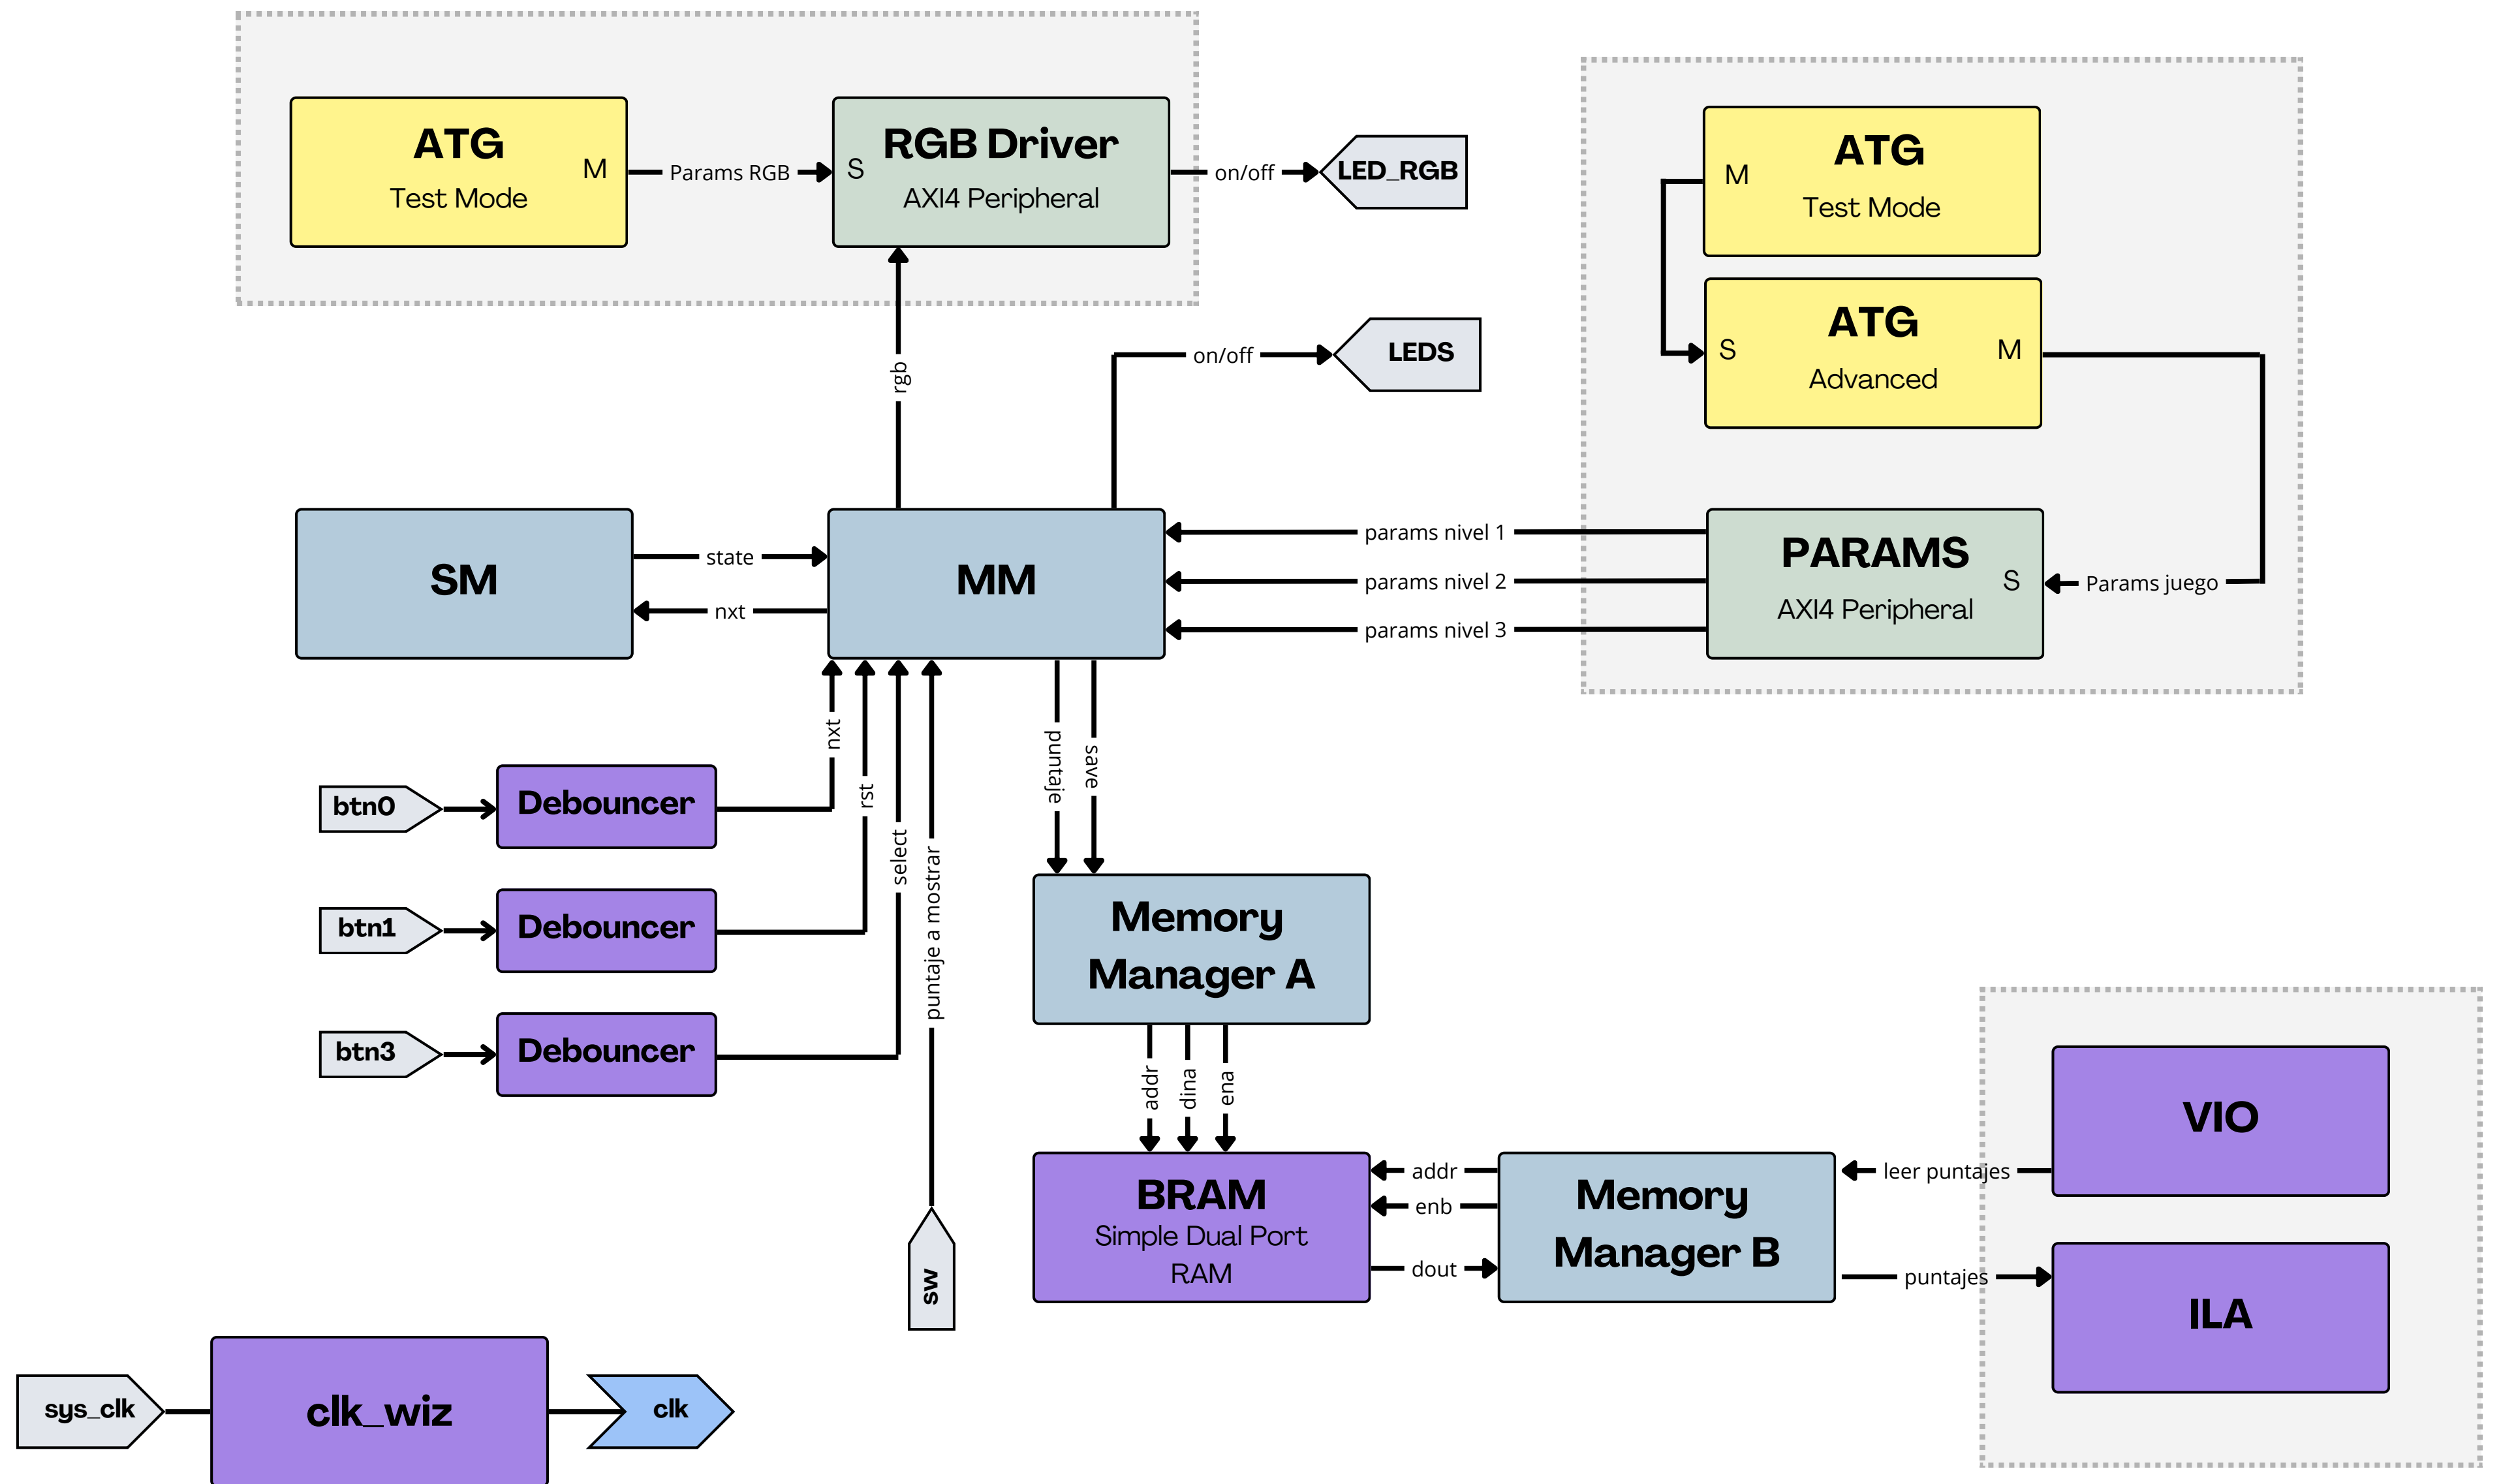 ATG
Test Mode
M
Params RGB
S
RGB Driver
AXI4 Peripheral
on/off
LED_RGB
ATG
M
Test Mode
ATG
S
M
Advanced
rgb
on/off
LEDS
SM
state
nxt
MM
params nivel 1
params nivel 2
params nivel 3
PARAMS
S
AXI4 Peripheral
Params juego
nxt
rst
select
puntaje a mostrar
puntaje
save
btn0
Debouncer
btn1
Debouncer
btn3
Debouncer
sw
Memory
Manager A
addr
dina
ena
BRAM
Simple Dual Port
RAM
addr
enb
dout
Memory
Manager B
leer puntajes
puntajes
VIO
ILA
sys_clk
clk_wiz
clk